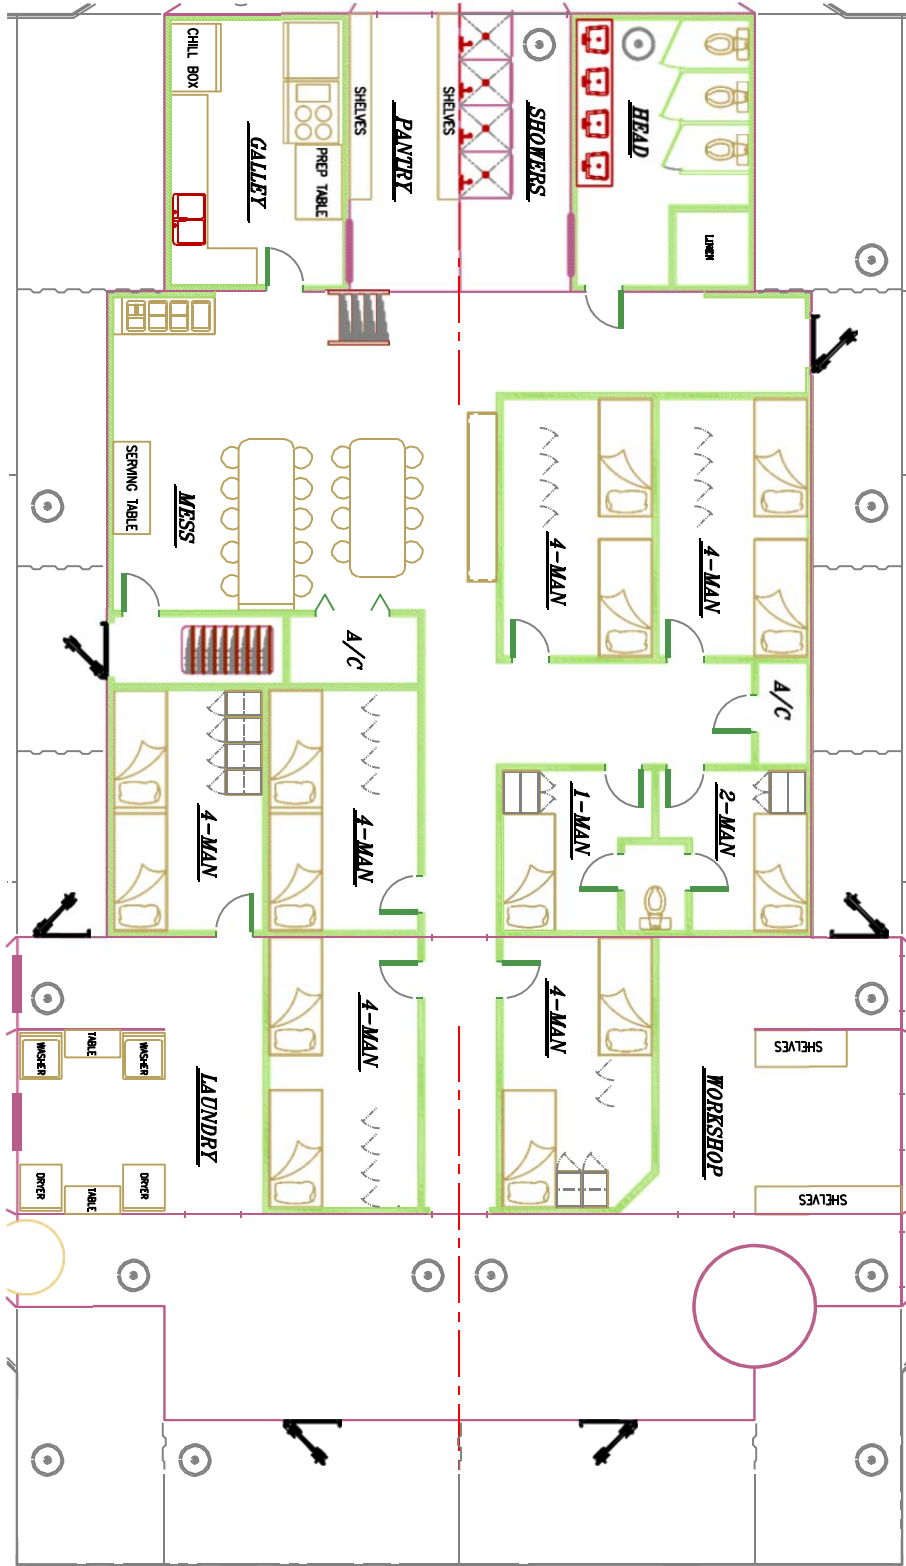 CHILL BOX
GALLEY
PREP TABLE
SHELVES
PANTRY
SHELVES
SHOWERS
HEAD
LINEN
SERVING TABLE
MESS
4-MAN
4-MAN
A/C
A/C
4-MAN
4-MAN
1-MAN
2-MAN
4-MAN
4-MAN
WASHER
TABLE
WASHER
LAUNDRY
DRYER
TABLE
DRYER
WORKSHOP
SHELVES
SHELVES